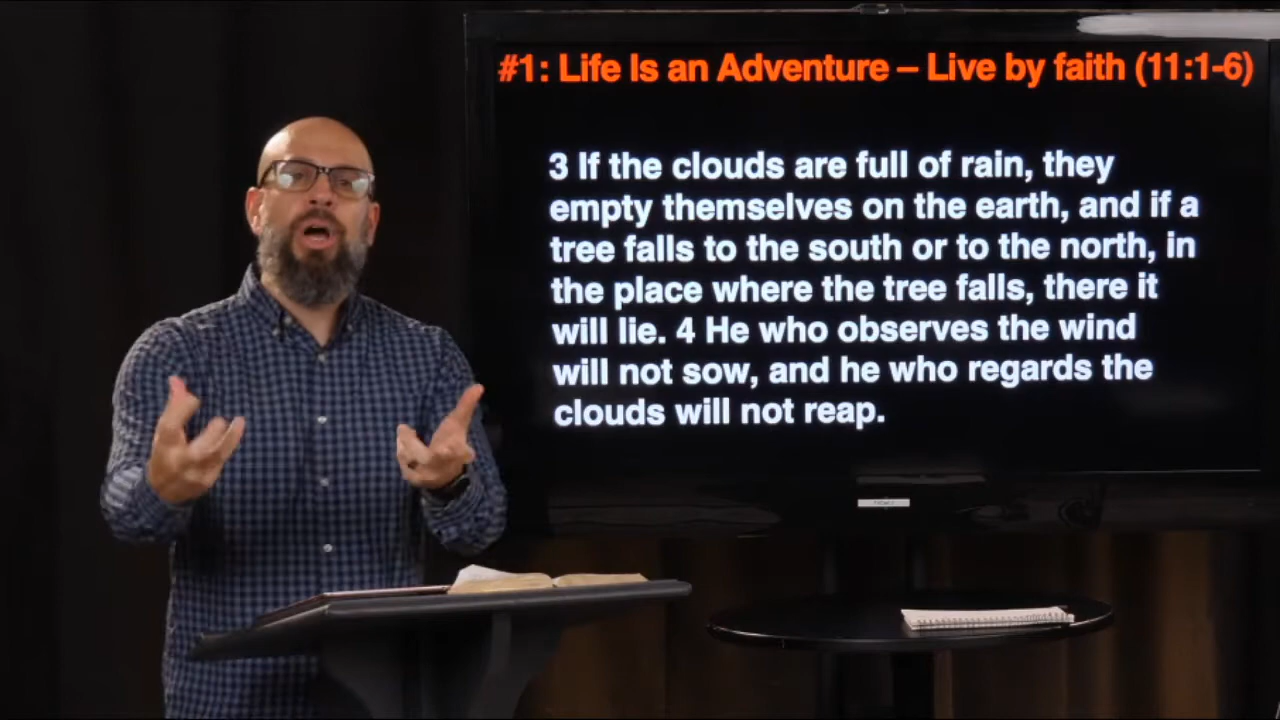 #1: Life Is an Adventure – Live by faith (11:1-6)
3 If the clouds are full of rain, they
empty themselves on the earth, and if a
tree falls to the south or to the north, in
the place where the tree falls, there it
will lie. 4 He who observes the wind
will not sow, and he who regards the
clouds will not reap.